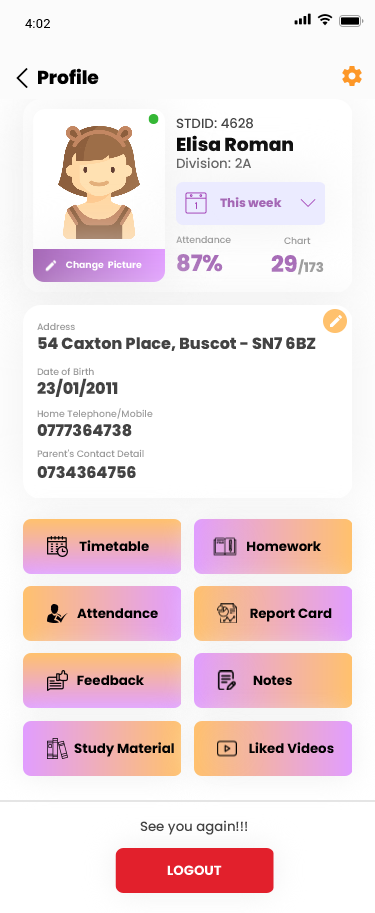 4:02
Profile
STDID: 4628
Elisa Roman
Division: 2A
1 This week
Attendance Chart
87% 29/173
Change Picture
Address
54 Caxton Place, Buscot - SN7 6BZ
Date of Birth
23/01/2011
Home Telephone/Mobile
0777364738
Parent's Contact Detail
0734364756
Timetable Homework
Attendance Report Card
Feedback Notes
Study Material Liked Videos
See you again!!!
LOGOUT